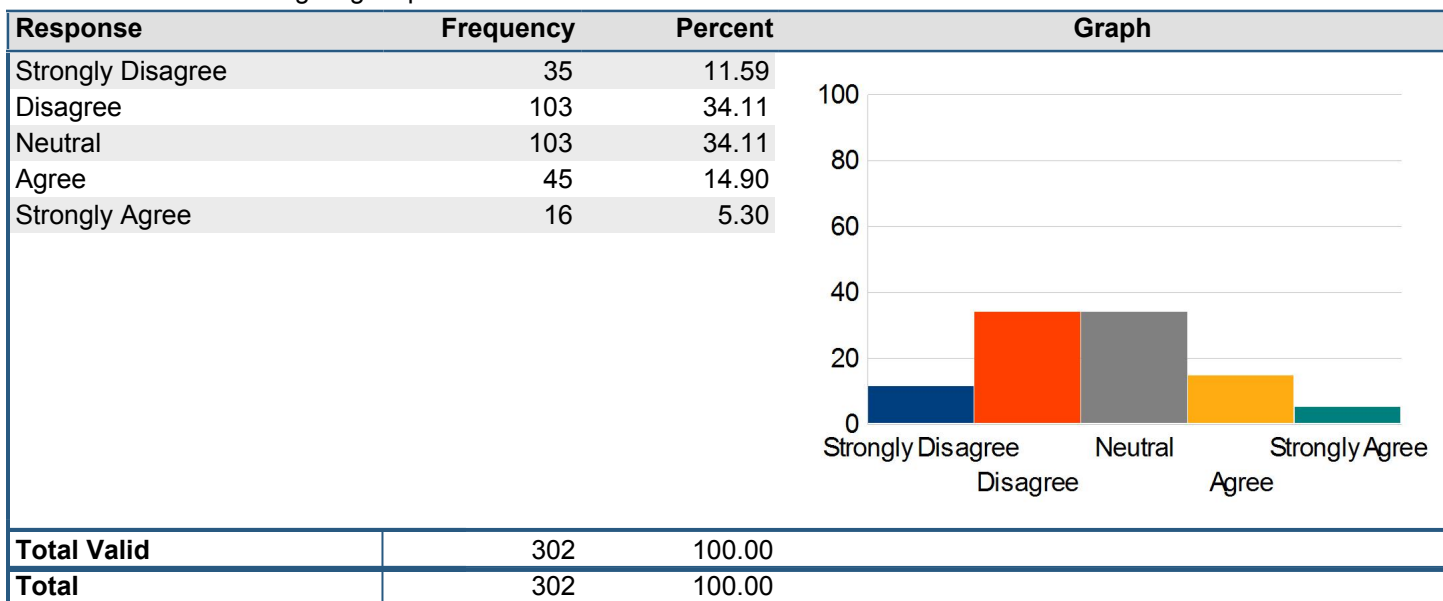 Response Frequency Percent Graph
Strongly Disagree 35 11.59
Disagree 103 34.11
Neutral 103 34.11
Agree 45 14.90
Strongly Agree 16 5.30
100
80
60
40
20
0
Strongly Disagree Neutral Strongly Agree
Disagree Agree
Total Valid 302 100.00
Total 302 100.00